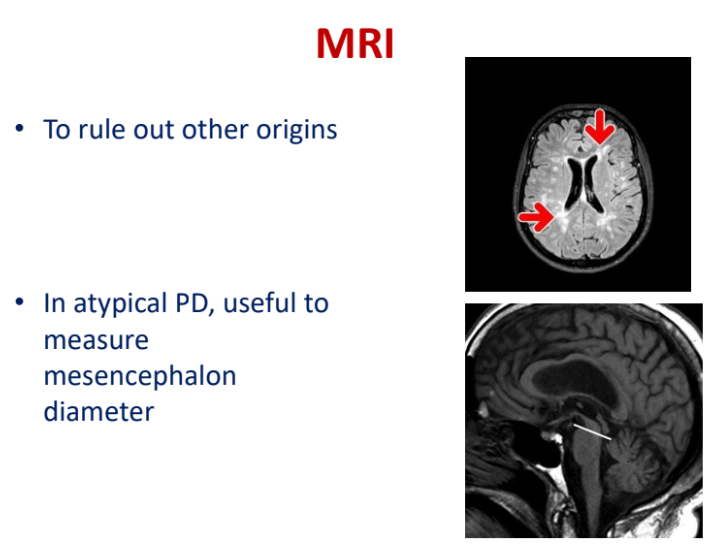 MRI
• To rule out other origins
• In atypical PD, useful to
measure
mesencephalon
diameter